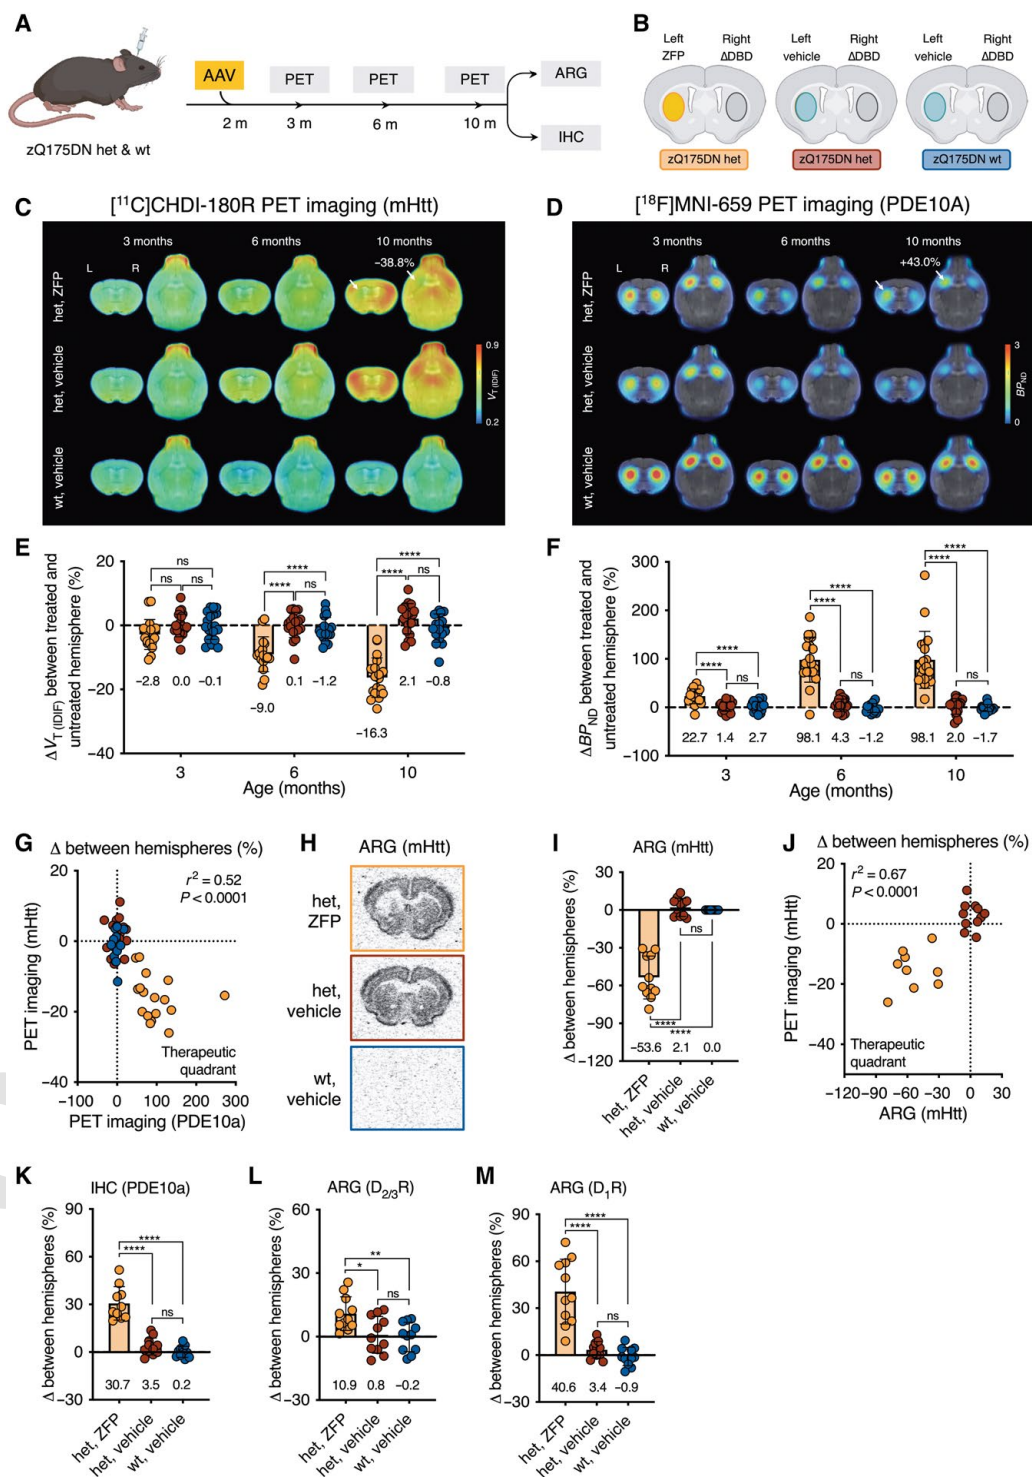 A
AAV
PET
PET
PET
ARG
IHC
2 m
3 m
6 m
10 m
zQ175DN het & wt
B
Left
ZFP
Right
ΔDBD
Left
vehicle
Right
ΔDBD
Left
vehicle
Right
ΔDBD
zQ175DN het
zQ175DN het
zQ175DN wt
C
[¹¹C]CHDI-180R PET imaging (mHtt)
3 months
6 months
10 months
−38.8%
L
R
het, ZFP
het, vehicle
wt, vehicle
0.9
V_T (IDIF)
0.2
D
[¹⁸F]MNI-659 PET imaging (PDE10A)
3 months
6 months
10 months
+43.0%
L
R
het, ZFP
het, vehicle
wt, vehicle
3
BP_ND
0
E
ΔV_T (IDIF) between treated and
untreated hemisphere (%)
20
0
−20
−40
ns
ns
ns
****
****
ns
****
****
ns
−2.8
0.0
−0.1
−9.0
0.1
−1.2
−16.3
2.1
−0.8
3
6
10
Age (months)
F
ΔBP_ND between treated and
untreated hemisphere (%)
300
200
100
0
−100
****
****
ns
****
****
ns
****
****
ns
22.7
1.4
2.7
98.1
4.3
−1.2
98.1
2.0
−1.7
3
6
10
Age (months)
G
Δ between hemispheres (%)
r² = 0.52
P < 0.0001
PET imaging (mHtt)
20
0
−20
−40
Therapeutic
quadrant
−100
0
100
200
300
PET imaging (PDE10a)
H
ARG (mHtt)
het,
ZFP
het,
vehicle
wt,
vehicle
I
ARG (mHtt)
Δ between hemispheres (%)
30
0
−30
−60
−90
−120
ns
****
****
−53.6
2.1
0.0
het, ZFP
het, vehicle
wt, vehicle
J
Δ between hemispheres (%)
r² = 0.67
P < 0.0001
PET imaging (mHtt)
20
0
−20
−40
Therapeutic
quadrant
−120
−90
−60
−30
0
30
ARG (mHtt)
K
IHC (PDE10a)
Δ between hemispheres (%)
90
60
30
0
−30
****
****
ns
30.7
3.5
0.2
het, ZFP
het, vehicle
wt, vehicle
L
ARG (D₂/₃R)
Δ between hemispheres (%)
60
30
0
−30
**
*
ns
10.9
0.8
−0.2
het, ZFP
het, vehicle
wt, vehicle
M
ARG (D₁R)
Δ between hemispheres (%)
90
60
30
0
−30
****
****
ns
40.6
3.4
−0.9
het, ZFP
het, vehicle
wt, vehicle